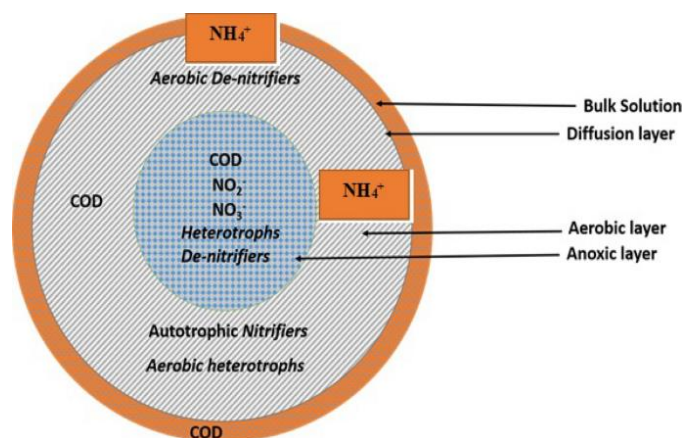 NH₄⁺
Aerobic De-nitrifiers
Bulk Solution
Diffusion layer
COD
NO₂⁻
NO₃⁻
Heterotrophs
De-nitrifiers
COD
NH₄⁺
Aerobic layer
Anoxic layer
Autotrophic Nitrifiers
Aerobic heterotrophs
COD